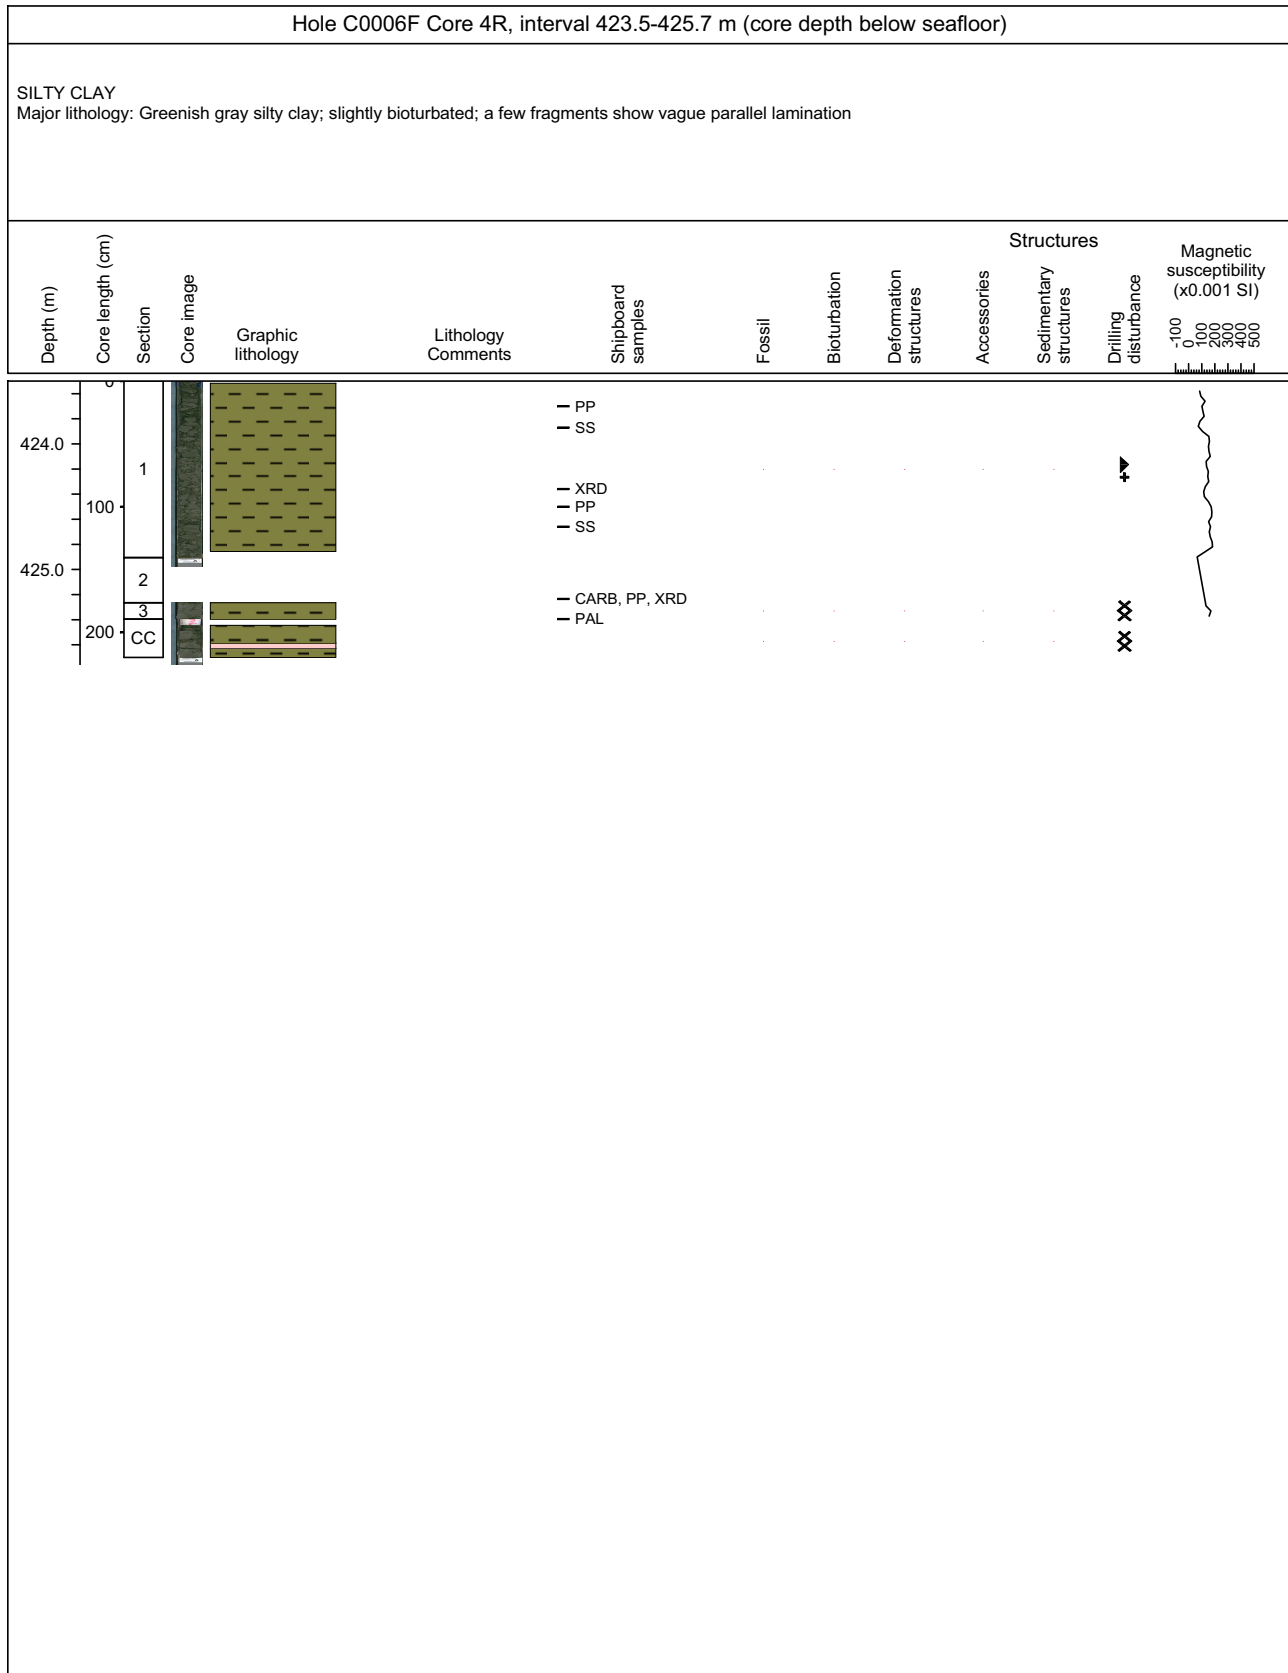 Hole C0006F Core 4R, interval 423.5-425.7 m (core depth below seafloor)
SILTY CLAY
Major lithology: Greenish gray silty clay; slightly bioturbated; a few fragments show vague parallel lamination
Depth (m)
Core length (cm)
Section
Core image
Graphic
lithology
Lithology
Comments
Shipboard
samples
Fossil
Bioturbation
Structures
Deformation
structures
Accessories
Sedimentary
structures
Drilling
disturbance
Magnetic
susceptibility
(x0.001 SI)
-100
0
100
200
300
400
500
0
PP
SS
424.0
1
XRD
100
PP
SS
425.0
2
CARB, PP, XRD
3
PAL
200
CC